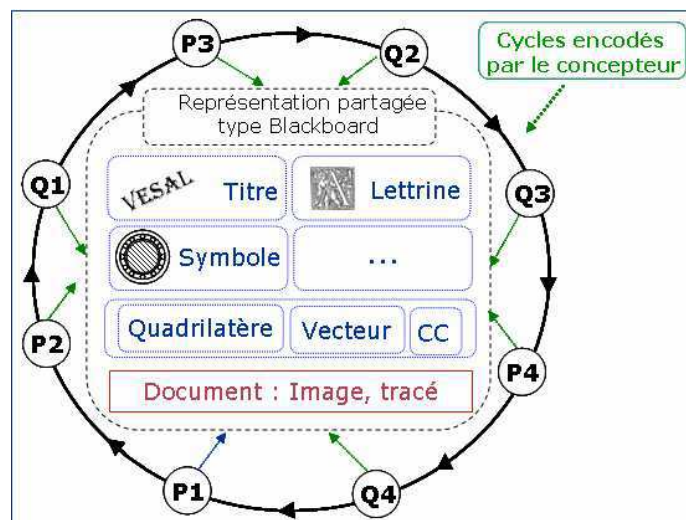 P3
Q2
Cycles encodés
par le concepteur
Représentation partagée
type Blackboard
Q1
VESAL Titre
A Lettrine
Q3
Symbole
...
P2
Quadrilatère Vecteur CC
P4
Document : Image, tracé
P1
Q4